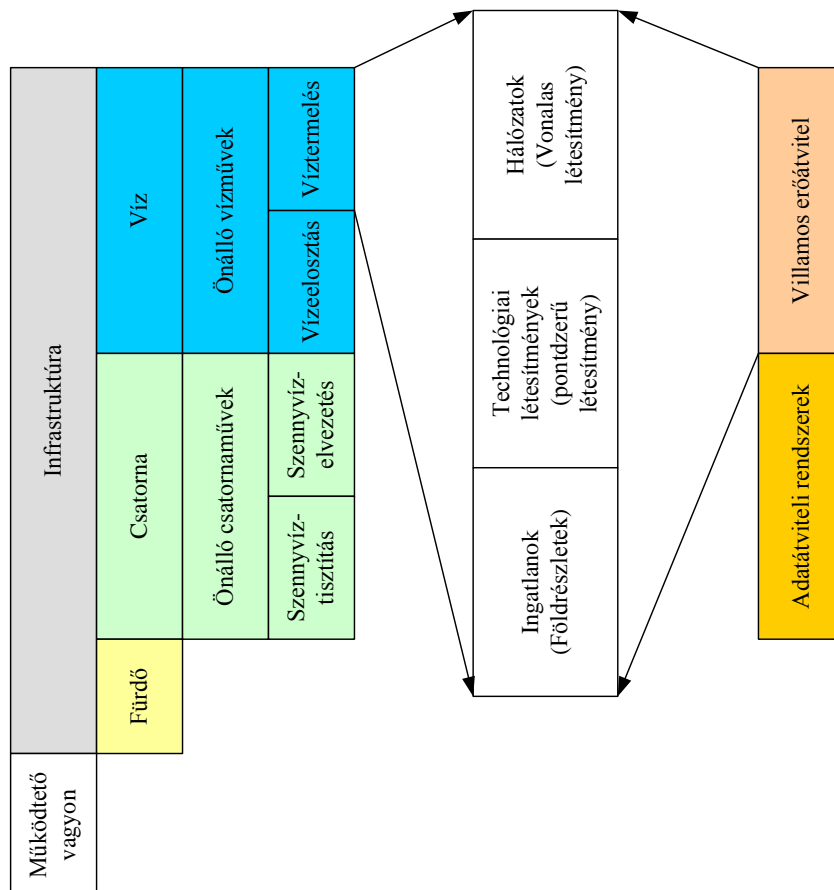 Működtető
vagyon
Infrastruktúra
Fürdő
Csatorna
Víz
Önálló csatornaművek
Önálló vízművek
Szennyvíz-
tisztítás
Szennyvíz-
elvezetés
Vízeelosztás
Víztermelés
Ingatlanok
(Földrészletek)
Technológiai
létesítmények
(pontdzerű
létesítmény)
Hálózatok
(Vonalas
létesítmény)
Adatátviteli rendszerek
Villamos erőátvitel